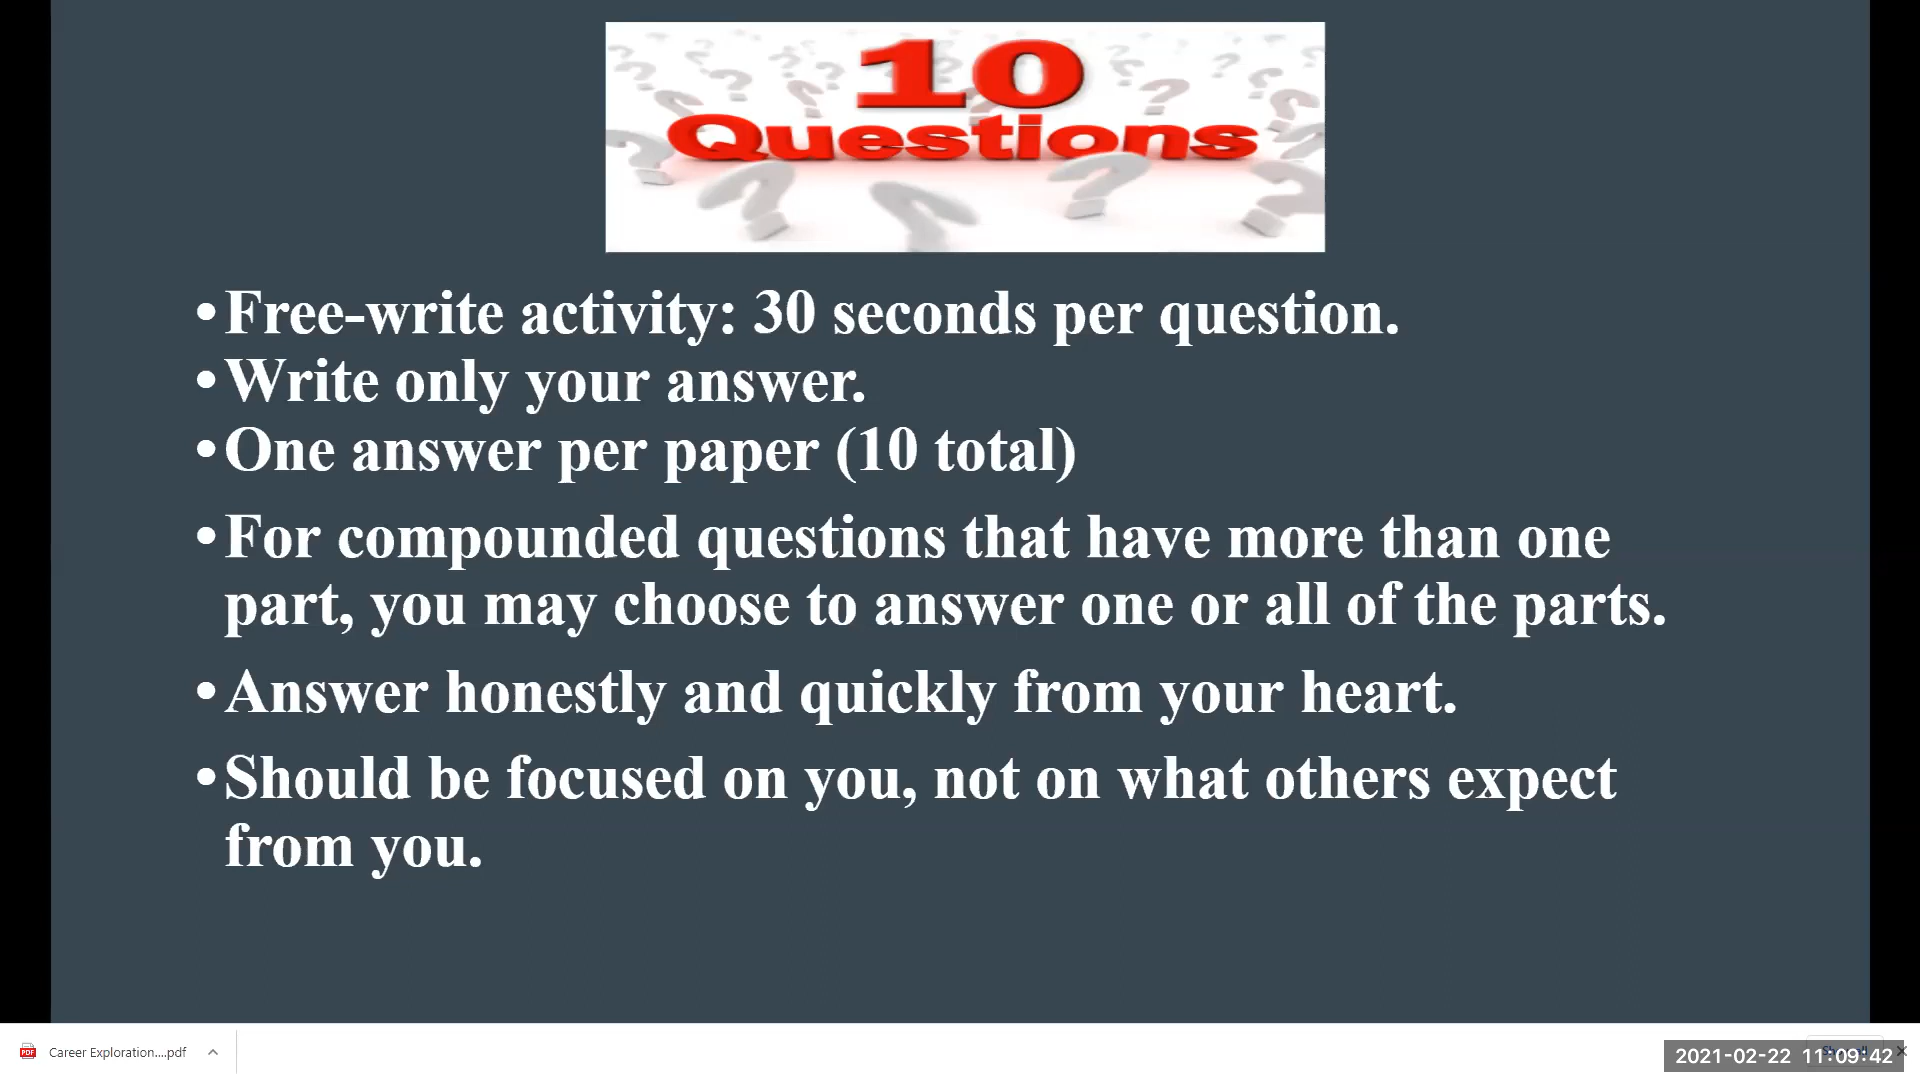 10
Questions
•Free-write activity: 30 seconds per question.
•Write only your answer.
•One answer per paper (10 total)
•For compounded questions that have more than one
part, you may choose to answer one or all of the parts.
•Answer honestly and quickly from your heart.
•Should be focused on you, not on what others expect
from you.
Career Exploration....pdf
2021-02-22 11:09:42